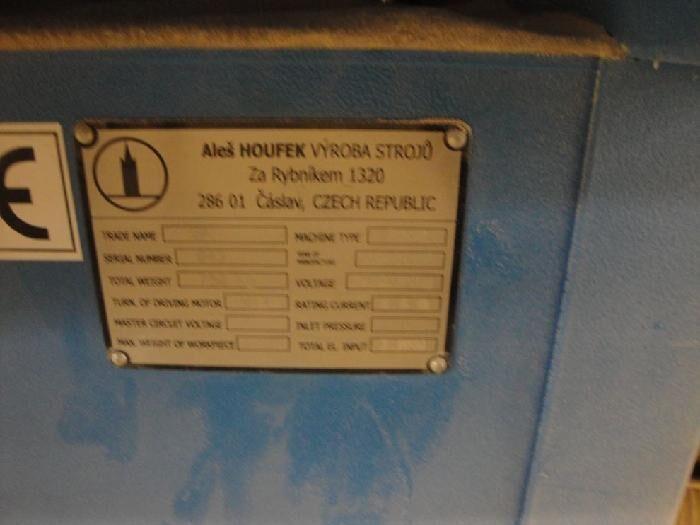 Aleš HOUFEK VÝROBA STROJŮ
Za Rybníkem 1320
286 01 Čáslav, CZECH REPUBLIC
CE
TRADE NAME MACHINE TYPE
SERIAL NUMBER
TOTAL WEIGHT VOLTAGE
TURN. OF DRIVING MOTOR RATING CURRENT
MASTER CIRCUIT VOLTAGE INLET PRESSURE
MAX. WEIGHT OF WORKPIECE TOTAL EL. INPUT